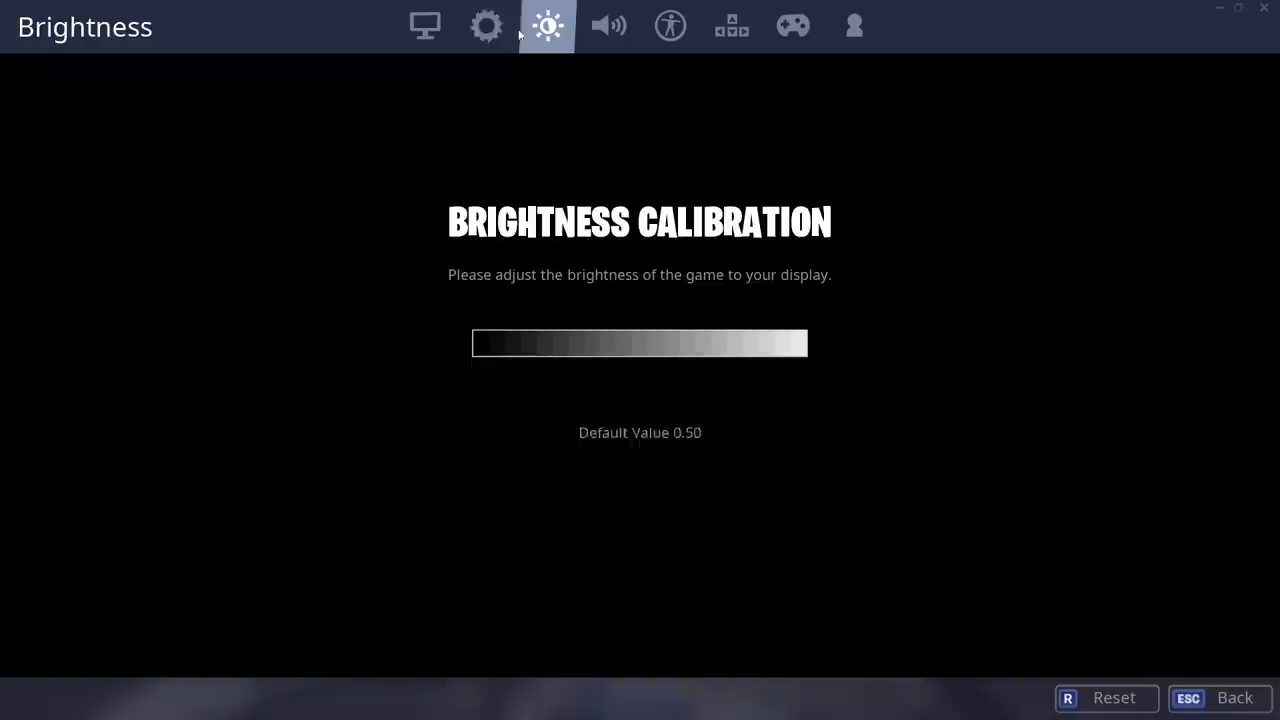 Brightness
BRIGHTNESS CALIBRATION
Please adjust the brightness of the game to your display.
Default Value 0.50
R Reset
ESC Back